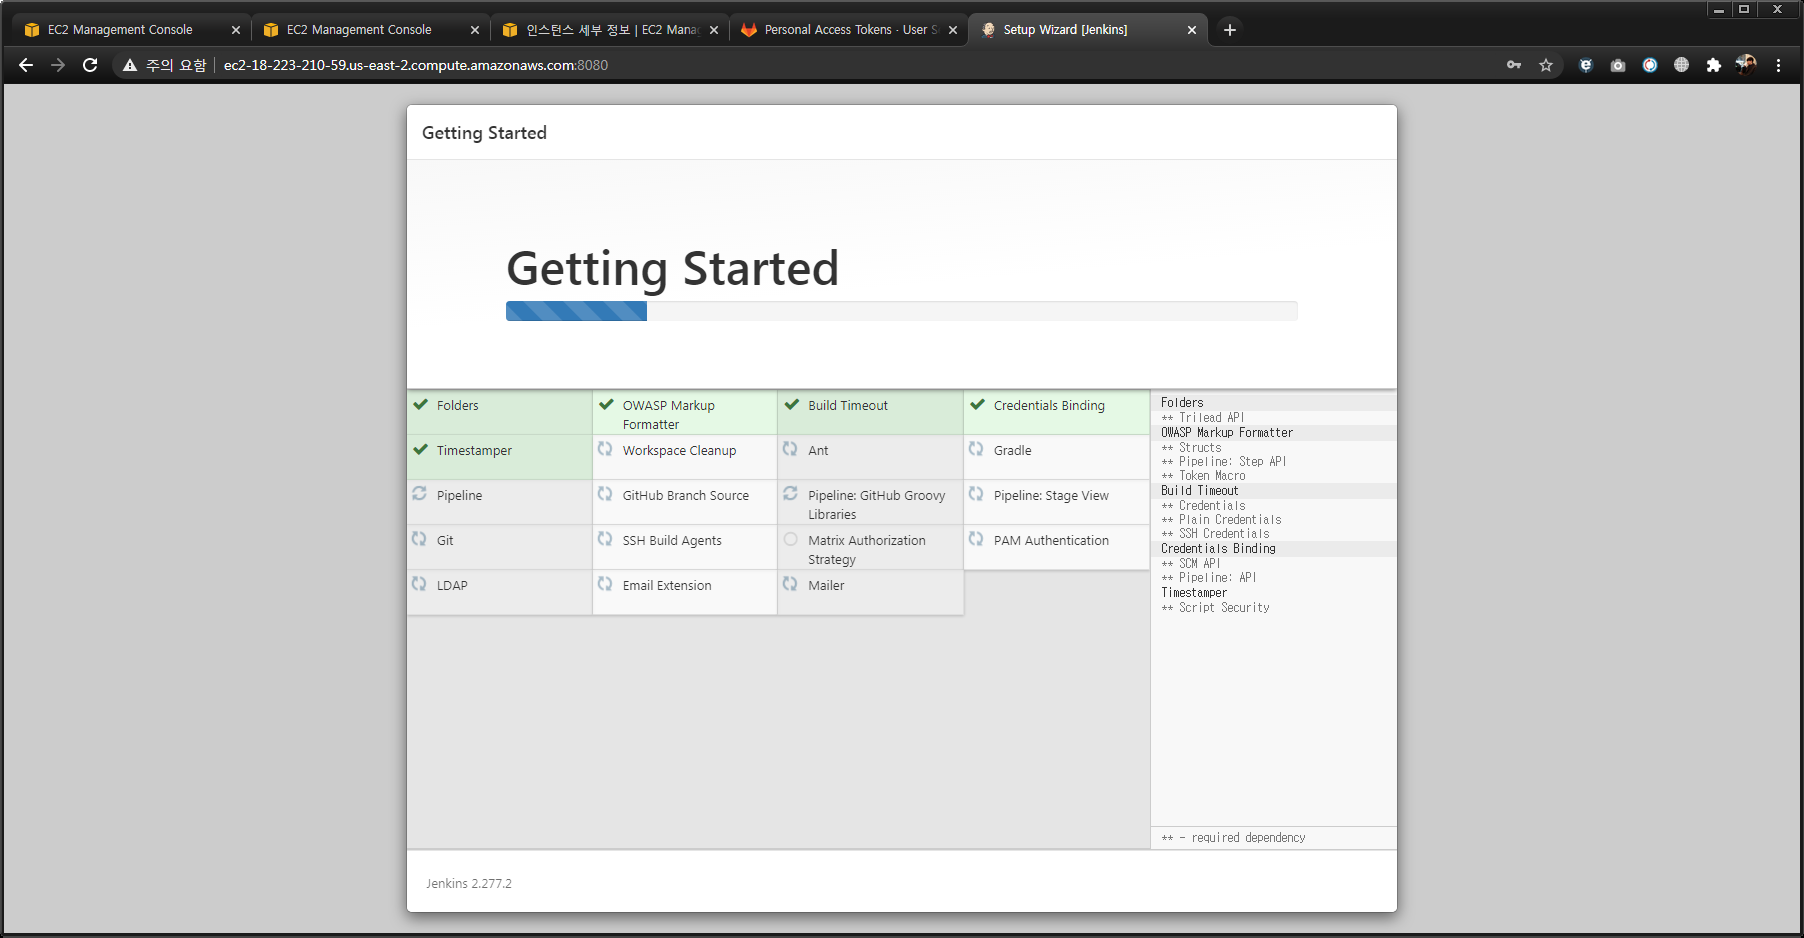 EC2 Management Console
EC2 Management Console
인스턴스 세부 정보 | EC2 Mana
Personal Access Tokens · User S
Setup Wizard [Jenkins]
주의 요함 ec2-18-223-210-59.us-east-2.compute.amazonaws.com:8080
Getting Started
Getting Started
Folders
OWASP Markup
Formatter
Build Timeout
Credentials Binding
Timestamper
Workspace Cleanup
Ant
Gradle
Pipeline
GitHub Branch Source
Pipeline: GitHub Groovy
Libraries
Pipeline: Stage View
Git
SSH Build Agents
Matrix Authorization
Strategy
PAM Authentication
LDAP
Email Extension
Mailer
Folders
** Trilead API
OWASP Markup Formatter
** Structs
** Pipeline: Step API
** Token Macro
Build Timeout
** Credentials
** Plain Credentials
** SSH Credentials
Credentials Binding
** SCM API
** Pipeline: API
Timestamper
** Script Security
** - required dependency
Jenkins 2.277.2